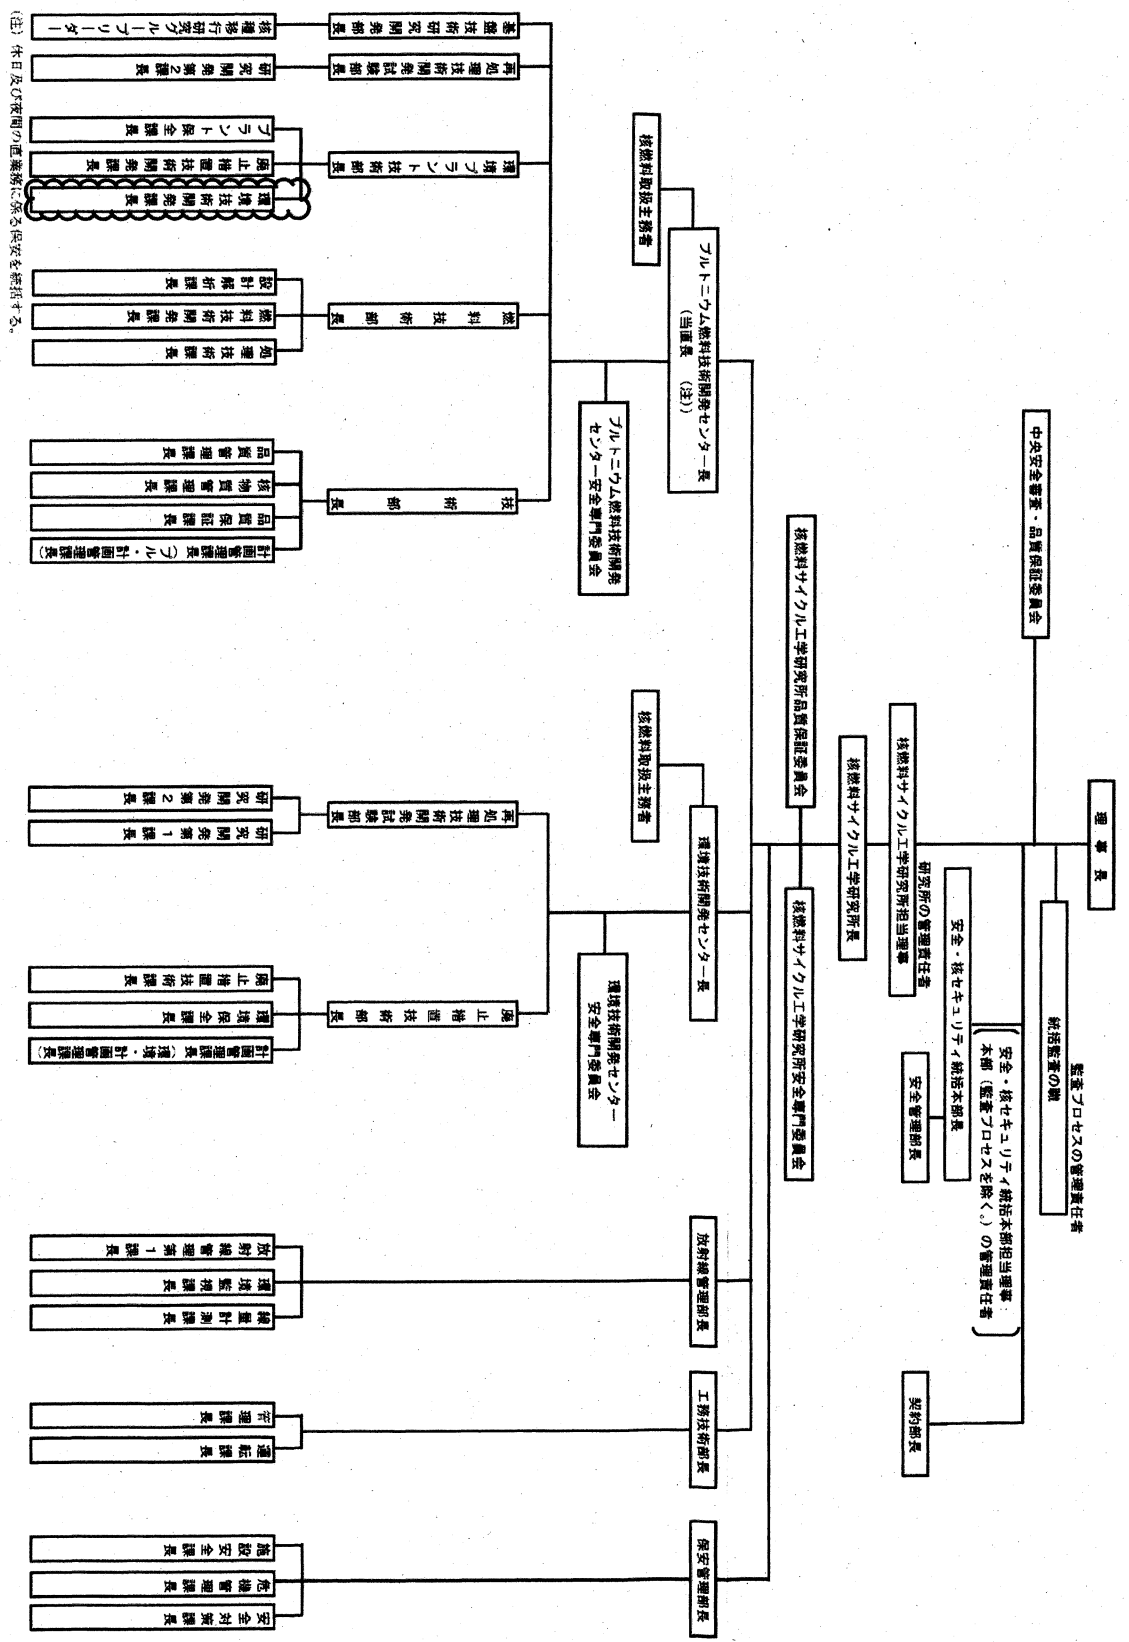 理事長
中央安全審査・品質保証委員会
監査プロセスの管理責任者
統括監査の職
安全・核セキュリティ統括本部担当理事:
本部(監査プロセスを除く。)の管理責任者
安全・核セキュリティ統括本部長
安全管理部長
契約部長
研究所の管理責任者
核燃料サイクル工学研究所担当理事
核燃料サイクル工学研究所長
核燃料サイクル工学研究所品質保証委員会
核燃料サイクル工学研究所安全専門委員会
プルトニウム燃料技術開発センター長
(当直長 (注))
核燃料取扱主務者
プルトニウム燃料技術開発
センター安全専門委員会
基盤技術研究開発部長
核種移行研究グループリーダー
再処理技術開発試験部長
研究開発第2課長
環境プラント技術部長
プラント保全課長
廃止措置技術開発課長
環境技術開発課長
燃料技術部長
設計解析課長
燃料技術開発課長
処理技術課長
技術部長
品質管理課長
核物質管理課長
品質保証課長
計画管理課長(プル・計画管理課長)
環境技術開発センター長
核燃料取扱主務者
環境技術開発センター
安全専門委員会
再処理技術開発試験部長
研究開発第2課長
研究開発第1課長
廃止措置技術部長
廃止措置技術課長
環境保全課長
計画管理課長(環境・計画管理課長)
放射線管理部長
放射線管理第1課長
環境監視課長
線量計測課長
工務技術部長
管理課長
運転課長
保安管理部長
施設安全課長
危機管理課長
安全対策課長
(注) 休日及び夜間の直業務に係る保安を統括する。